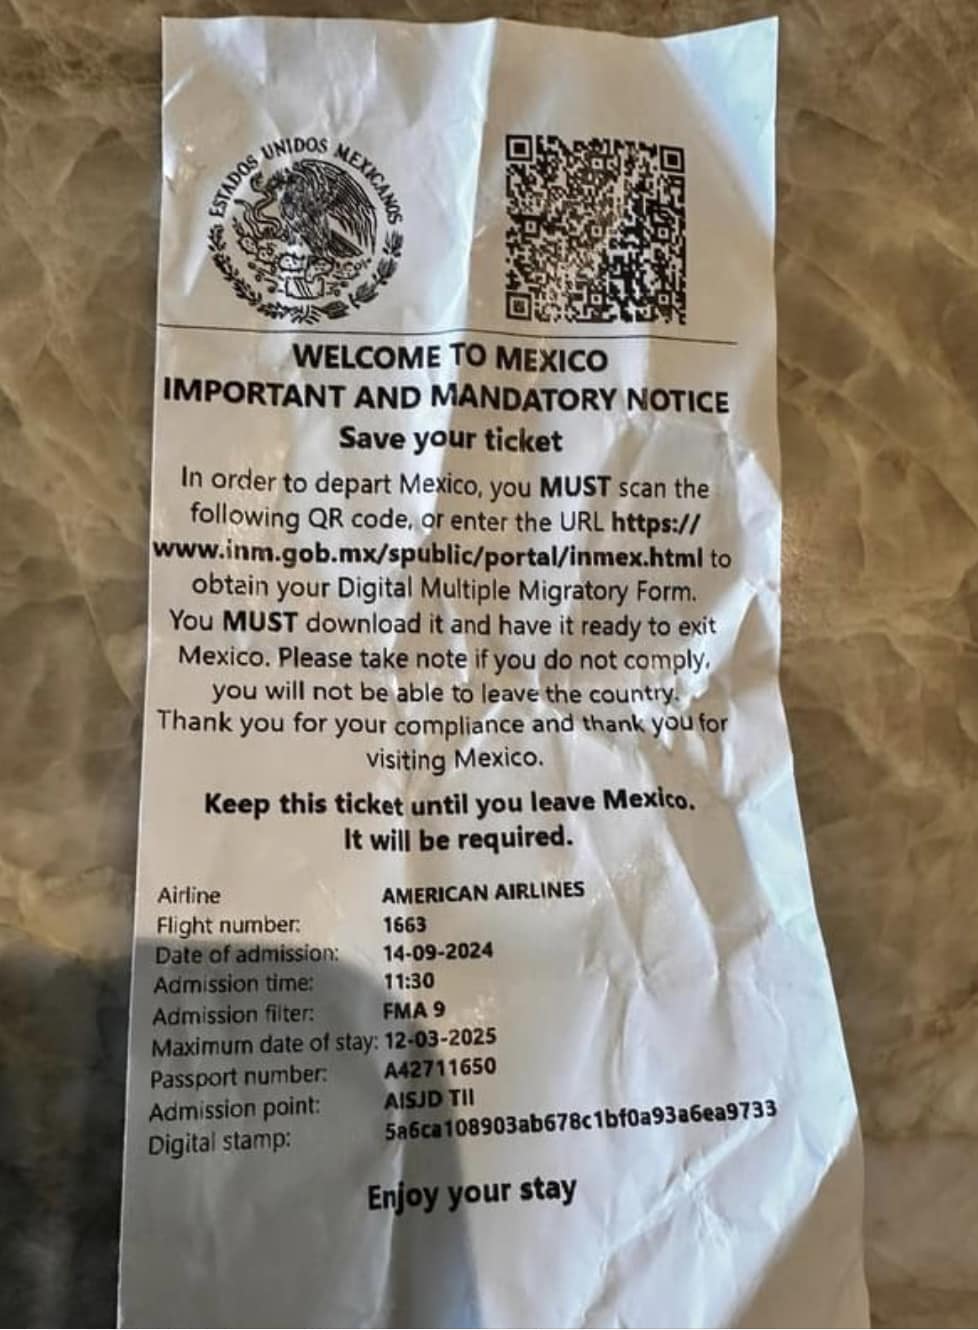 ESTADOS UNIDOS MEXICANOS
WELCOME TO MEXICO
IMPORTANT AND MANDATORY NOTICE
Save your ticket
In order to depart Mexico, you MUST scan the
following QR code, or enter the URL https://
www.inm.gob.mx/spublic/portal/inmex.html to
obtain your Digital Multiple Migratory Form.
You MUST download it and have it ready to exit
Mexico. Please take note if you do not comply,
you will not be able to leave the country.
Thank you for your compliance and thank you for
visiting Mexico.
Keep this ticket until you leave Mexico.
It will be required.
Airline AMERICAN AIRLINES
Flight number: 1663
Date of admission: 14-09-2024
Admission time: 11:30
Admission filter: FMA 9
Maximum date of stay: 12-03-2025
Passport number: A42711650
Admission point: AISJD TII
Digital stamp: 5a6ca108903ab678c1bf0a93a6ea9733
Enjoy your stay